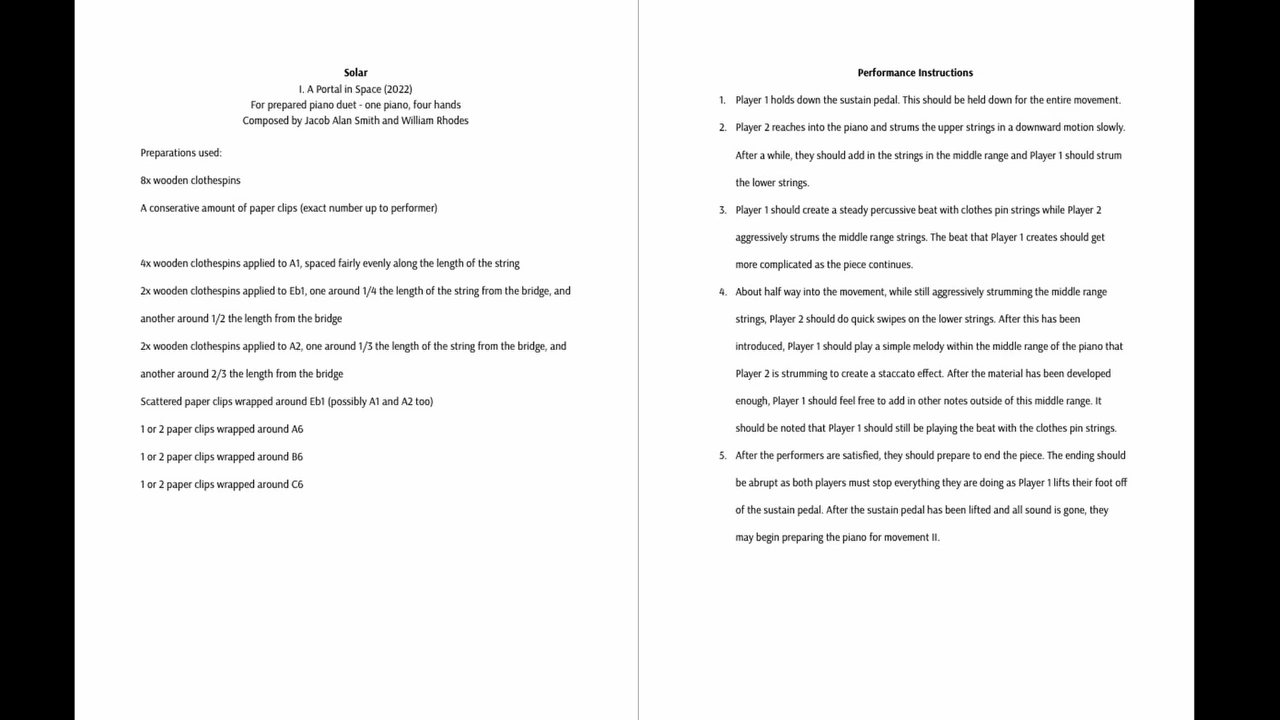 Solar
I. A Portal in Space (2022)
For prepared piano duet - one piano, four hands
Composed by Jacob Alan Smith and William Rhodes
Preparations used:
8x wooden clothespins
A conserative amount of paper clips (exact number up to performer)
4x wooden clothespins applied to A1, spaced fairly evenly along the length of the string
2x wooden clothespins applied to Eb1, one around 1/4 the length of the string from the bridge, and
another around 1/2 the length from the bridge
2x wooden clothespins applied to A2, one around 1/3 the length of the string from the bridge, and
another around 2/3 the length from the bridge
Scattered paper clips wrapped around Eb1 (possibly A1 and A2 too)
1 or 2 paper clips wrapped around A6
1 or 2 paper clips wrapped around B6
1 or 2 paper clips wrapped around C6
Performance Instructions
1. Player 1 holds down the sustain pedal. This should be held down for the entire movement.
2. Player 2 reaches into the piano and strums the upper strings in a downward motion slowly.
After a while, they should add in the strings in the middle range and Player 1 should strum
the lower strings.
3. Player 1 should create a steady percussive beat with clothes pin strings while Player 2
aggressively strums the middle range strings. The beat that Player 1 creates should get
more complicated as the piece continues.
4. About half way into the movement, while still aggressively strumming the middle range
strings, Player 2 should do quick swipes on the lower strings. After this has been
introduced, Player 1 should play a simple melody within the middle range of the piano that
Player 2 is strumming to create a staccato effect. After the material has been developed
enough, Player 1 should feel free to add in other notes outside of this middle range. It
should be noted that Player 1 should still be playing the beat with the clothes pin strings.
5. After the performers are satisfied, they should prepare to end the piece. The ending should
be abrupt as both players must stop everything they are doing as Player 1 lifts their foot off
of the sustain pedal. After the sustain pedal has been lifted and all sound is gone, they
may begin preparing the piano for movement II.